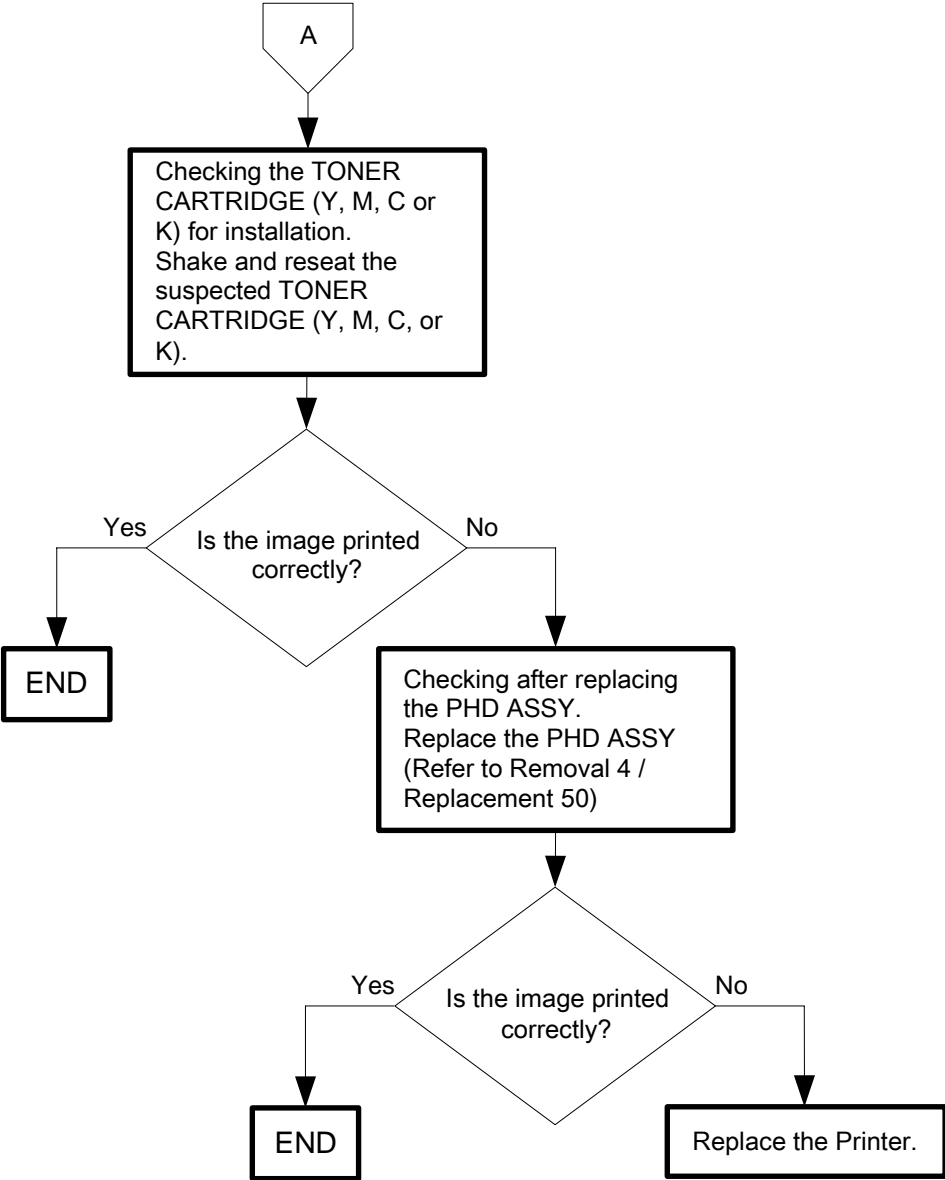 A
Checking the TONER
CARTRIDGE (Y, M, C or
K) for installation.
Shake and reseat the
suspected TONER
CARTRIDGE (Y, M, C, or
K).
Yes
No
Is the image printed
correctly?
END
Checking after replacing
the PHD ASSY.
Replace the PHD ASSY
(Refer to Removal 4 /
Replacement 50)
Yes
No
Is the image printed
correctly?
END
Replace the Printer.